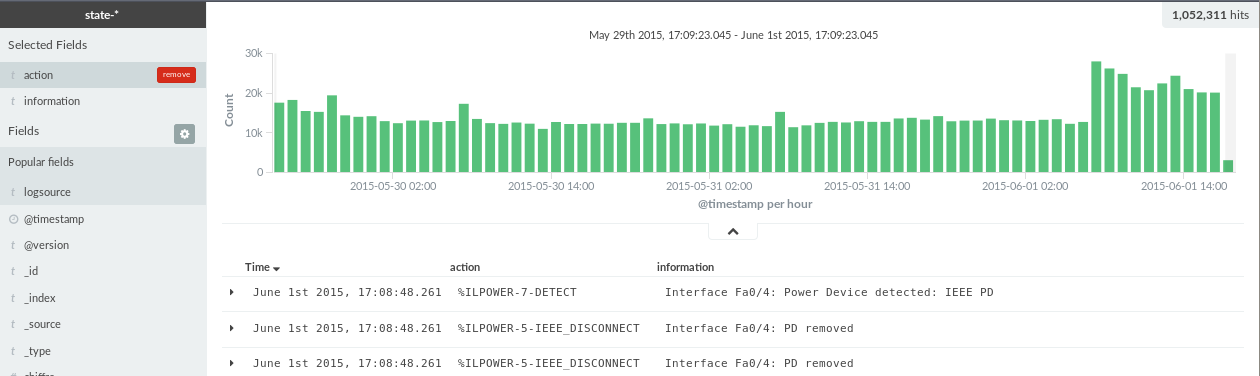 state-*
1,052,311 hits
Selected Fields
t action remove
t information
Fields
Popular fields
t logsource
@timestamp
t @version
t _id
t _index
t _source
t _type
May 29th 2015, 17:09:23.045 - June 1st 2015, 17:09:23.045
Count
30k
20k
10k
0
2015-05-30 02:00 2015-05-30 14:00 2015-05-31 02:00 2015-05-31 14:00 2015-06-01 02:00 2015-06-01 14:00
@timestamp per hour
Time action information
June 1st 2015, 17:08:48.261 %ILPOWER-7-DETECT Interface Fa0/4: Power Device detected: IEEE PD
June 1st 2015, 17:08:48.261 %ILPOWER-5-IEEE_DISCONNECT Interface Fa0/4: PD removed
June 1st 2015, 17:08:48.261 %ILPOWER-5-IEEE_DISCONNECT Interface Fa0/4: PD removed